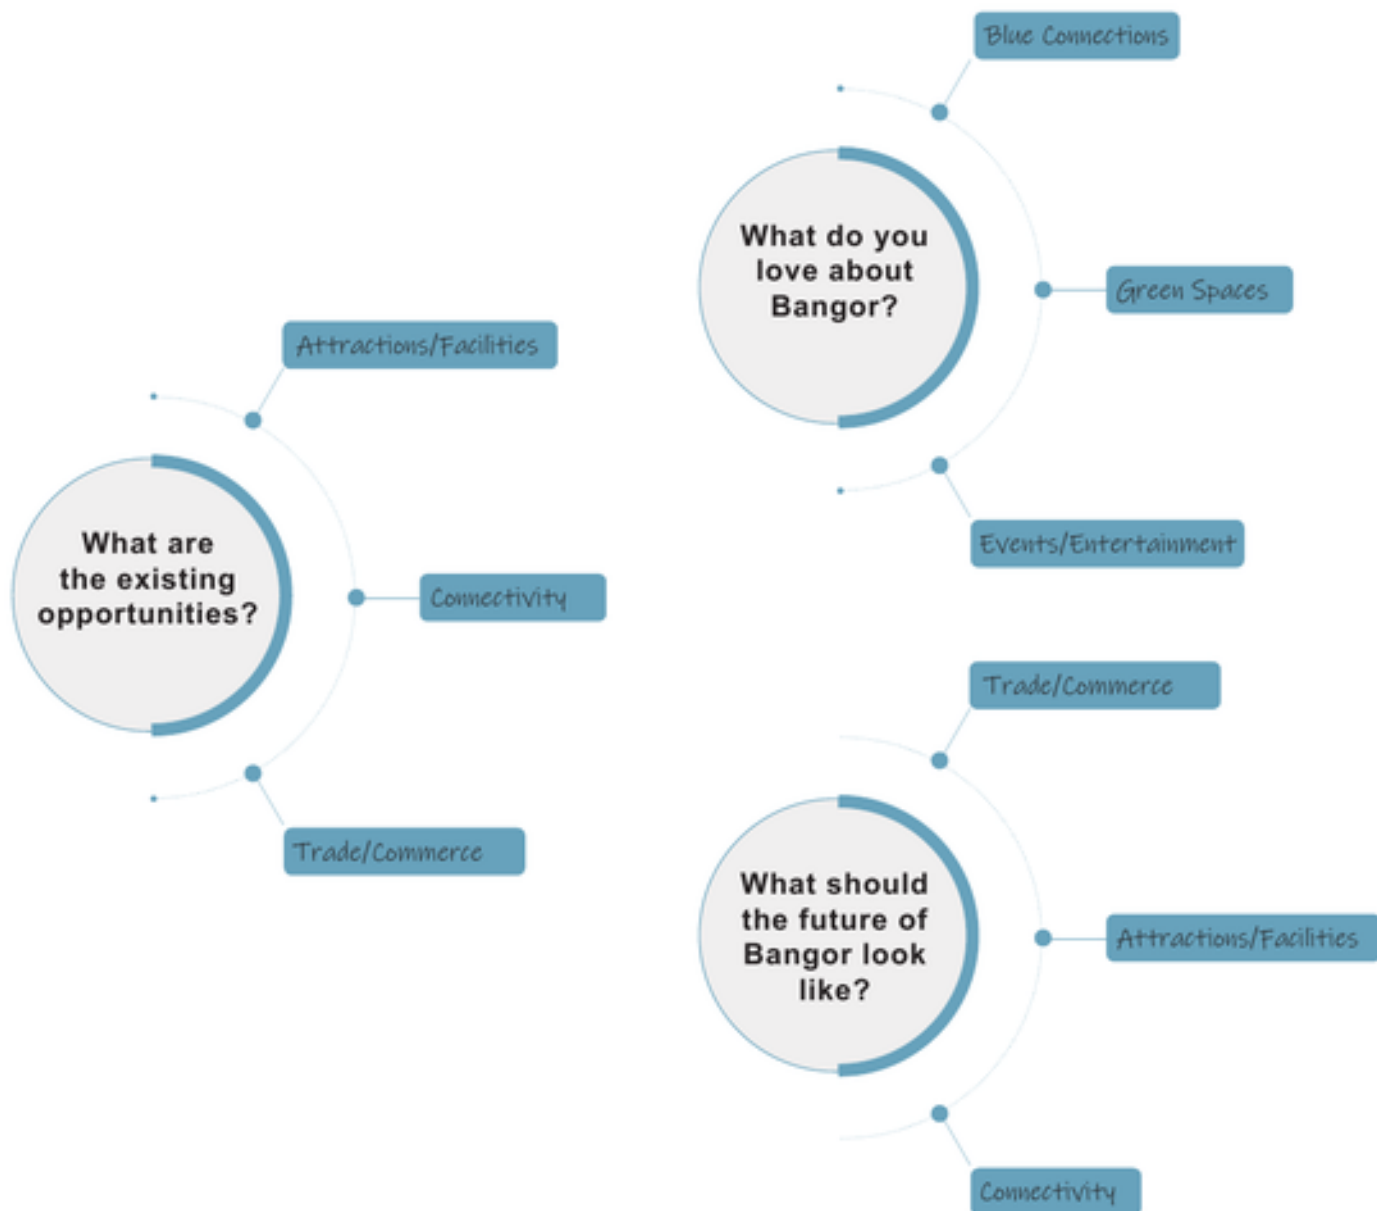 Attractions/Facilities
What are
the existing
opportunities?
Connectivity
Trade/Commerce
Blue Connections
What do you
love about
Bangor?
Green Spaces
Events/Entertainment
Trade/Commerce
What should
the future of
Bangor look
like?
Attractions/Facilities
Connectivity